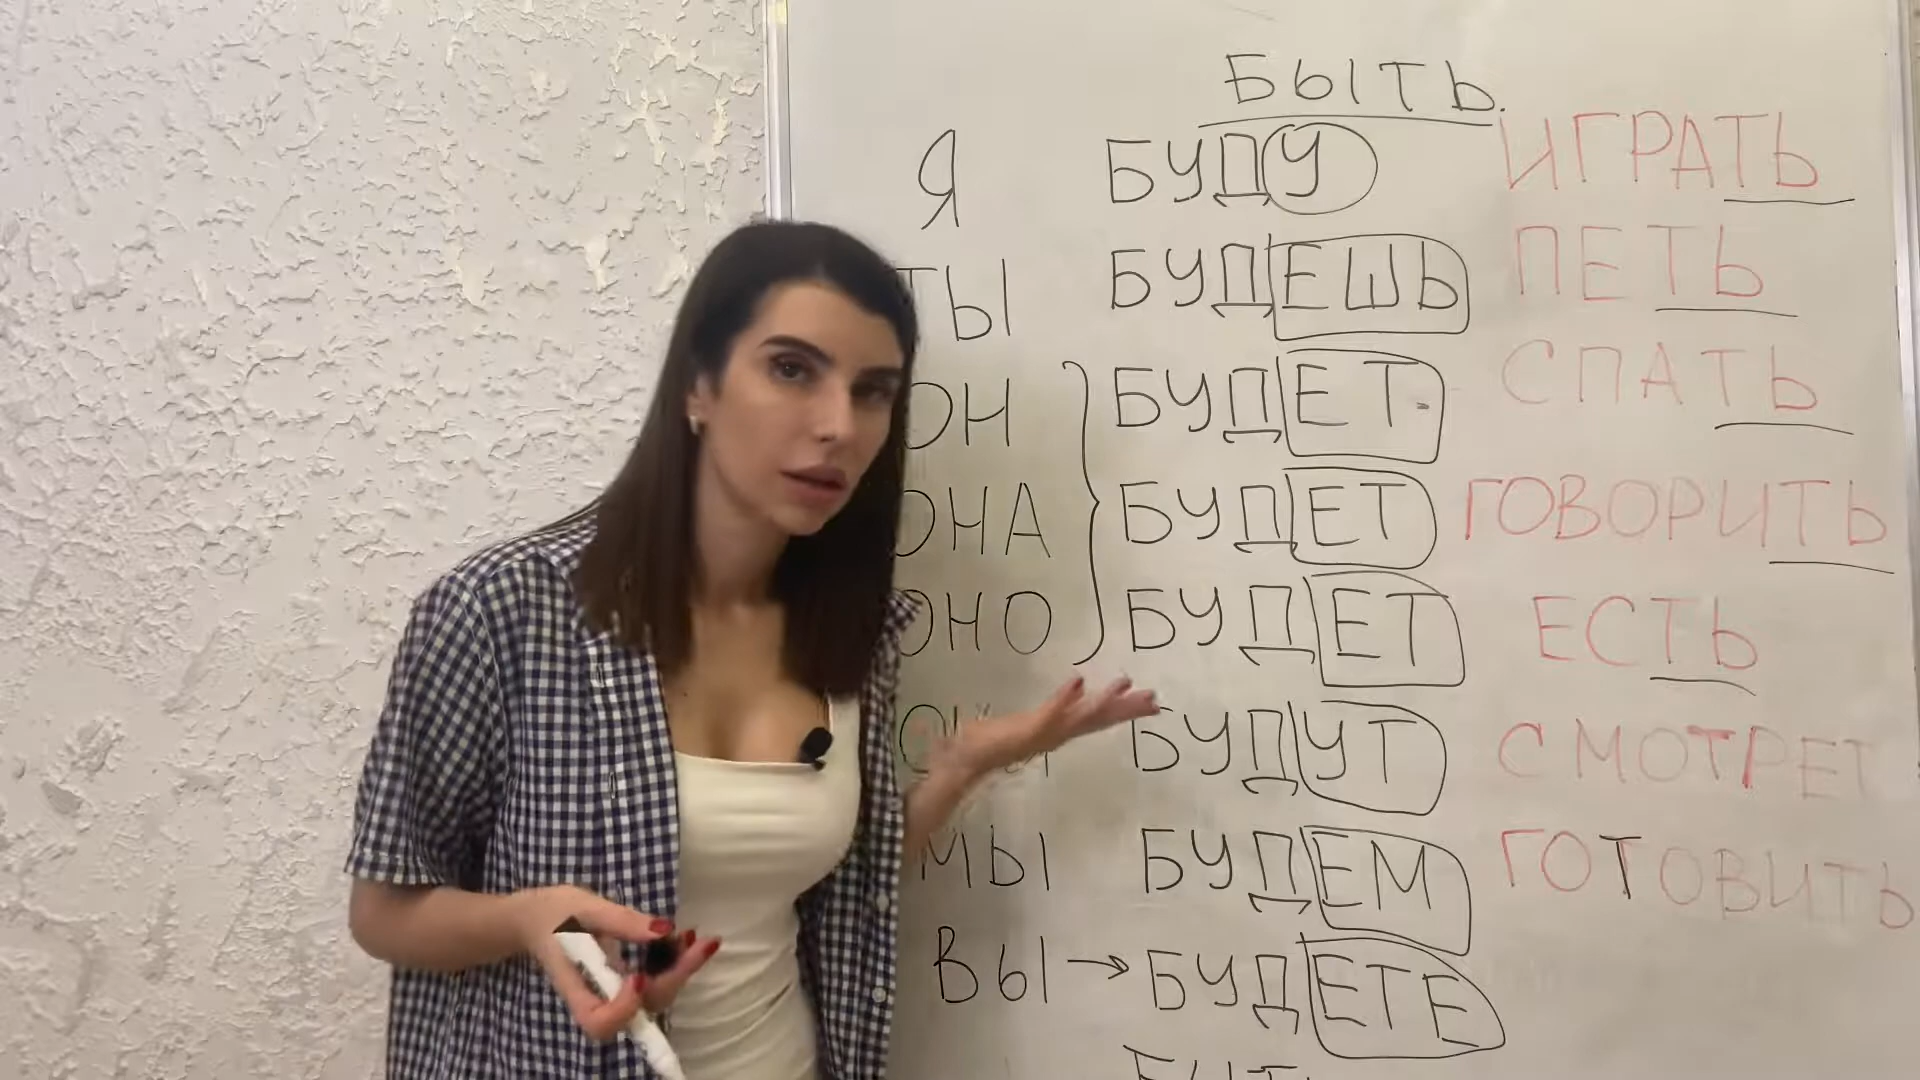 БЫТЬ.
Я БУДУ ИГРАТЬ
ТЫ БУДЕШЬ ПЕТЬ
ОН БУДЕТ СПАТЬ
ОНА БУДЕТ ГОВОРИТЬ
ОНО БУДЕТ ЕСТЬ
БУДУТ СМОТРЕТ
МЫ БУДЕМ ГОТОВИТЬ
ВЫ → БУДЕТЕ